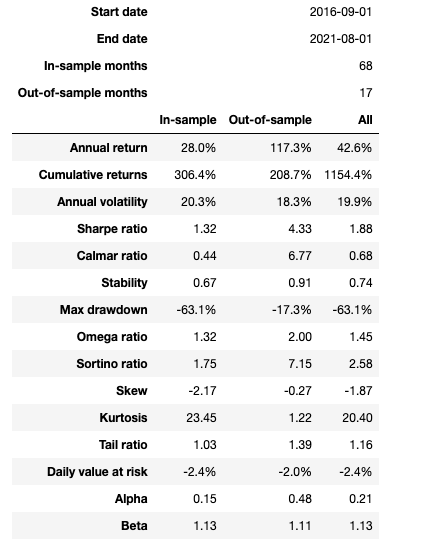 Start date 2016-09-01
End date 2021-08-01
In-sample months 68
Out-of-sample months 17
In-sample Out-of-sample All
Annual return 28.0% 117.3% 42.6%
Cumulative returns 306.4% 208.7% 1154.4%
Annual volatility 20.3% 18.3% 19.9%
Sharpe ratio 1.32 4.33 1.88
Calmar ratio 0.44 6.77 0.68
Stability 0.67 0.91 0.74
Max drawdown -63.1% -17.3% -63.1%
Omega ratio 1.32 2.00 1.45
Sortino ratio 1.75 7.15 2.58
Skew -2.17 -0.27 -1.87
Kurtosis 23.45 1.22 20.40
Tail ratio 1.03 1.39 1.16
Daily value at risk -2.4% -2.0% -2.4%
Alpha 0.15 0.48 0.21
Beta 1.13 1.11 1.13